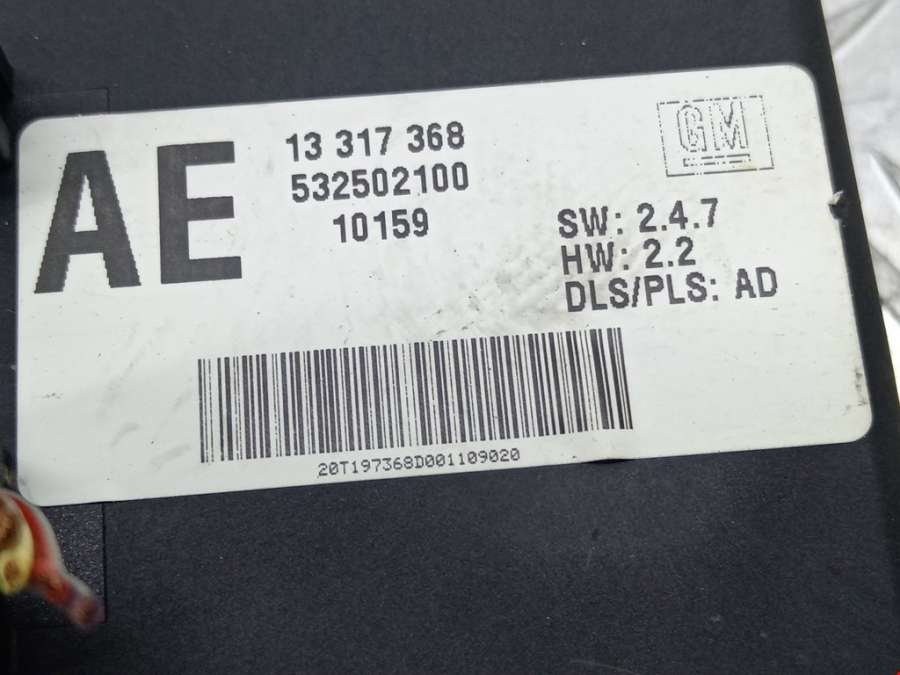 AE
13 317 368
532502100
10159
GM
SW: 2.4.7
HW: 2.2
DLS/PLS: AD
20T197368D001109020